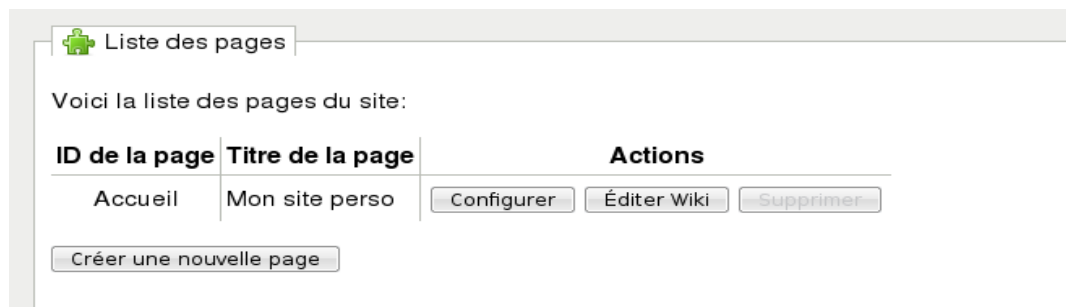 Liste des pages
Voici la liste des pages du site:
ID de la page Titre de la page Actions
Accueil Mon site perso Configurer Éditer Wiki Supprimer
Créer une nouvelle page